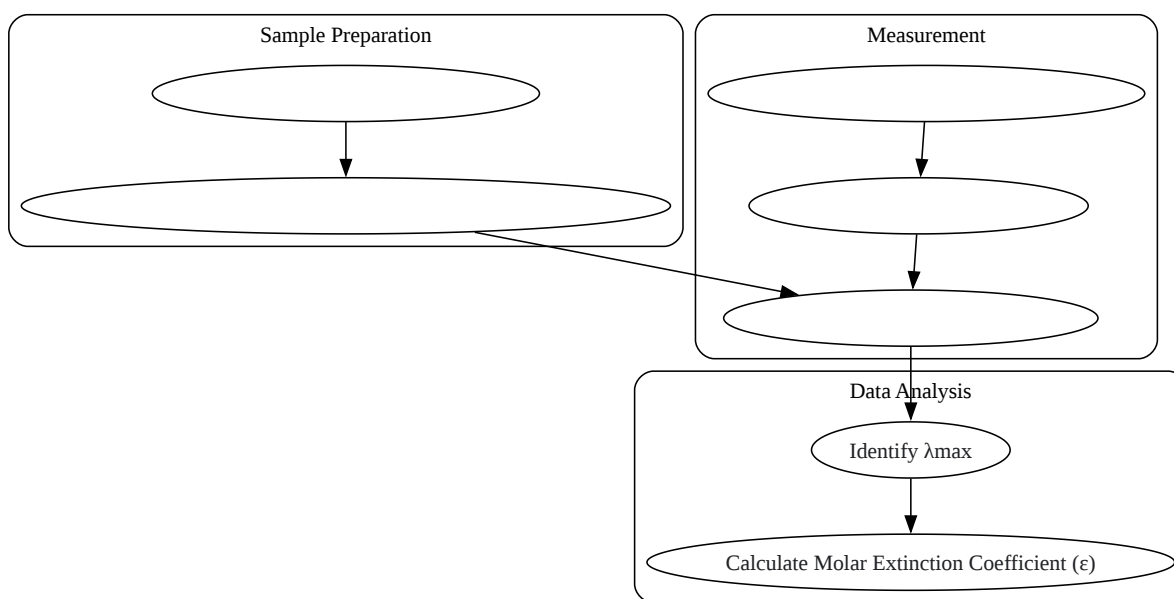 Sample Preparation
Measurement
Data Analysis
Identify λmax
Calculate Molar Extinction Coefficient (ε)